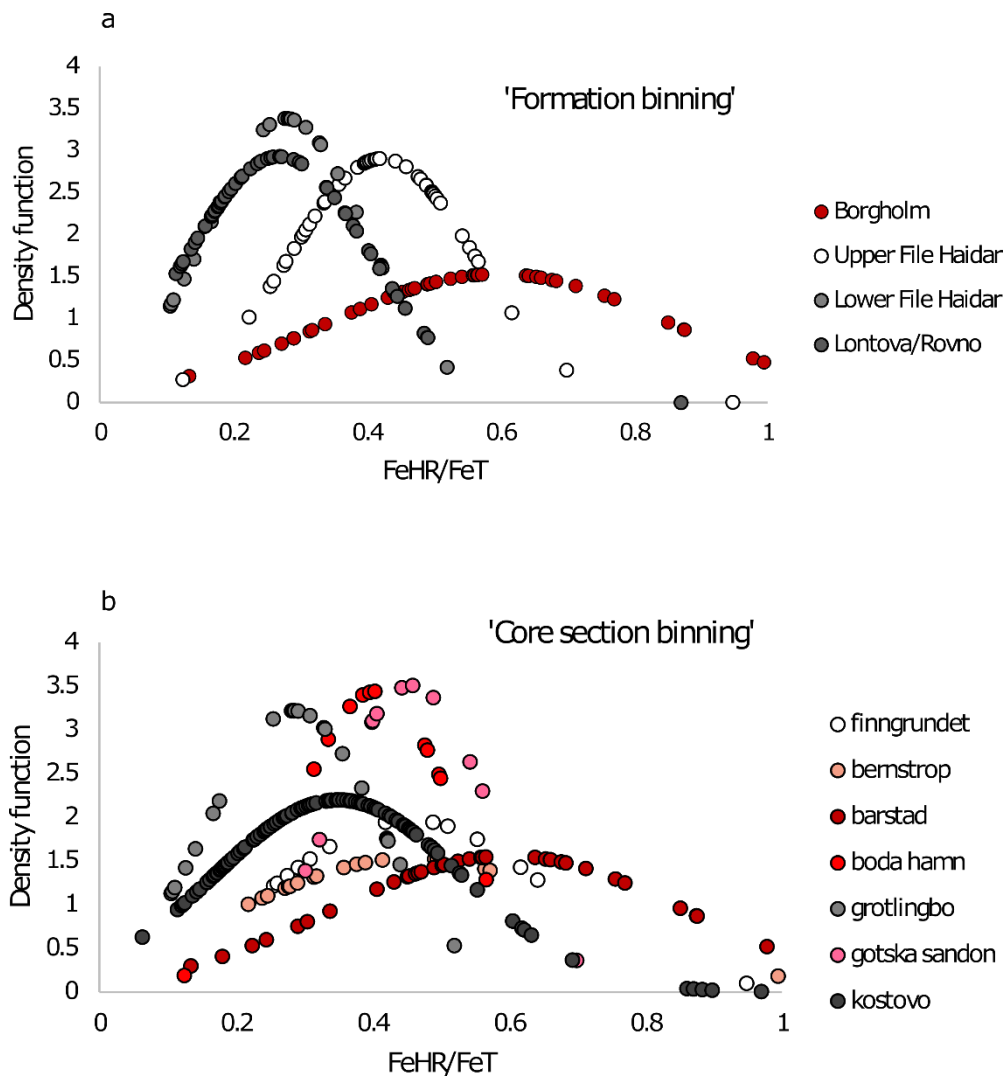 a
'Formation binning'
Density function
4
3.5
3
2.5
2
1.5
1
0.5
0
0
0.2
0.4
0.6
0.8
1
FeHR/FeT
Borgholm
Upper File Haidar
Lower File Haidar
Lontova/Rovno
b
'Core section binning'
Density function
4
3.5
3
2.5
2
1.5
1
0.5
0
0
0.2
0.4
0.6
0.8
1
FeHR/FeT
finngrundet
bernstrop
barstad
boda hamn
grotlingbo
gotska sandon
kostovo